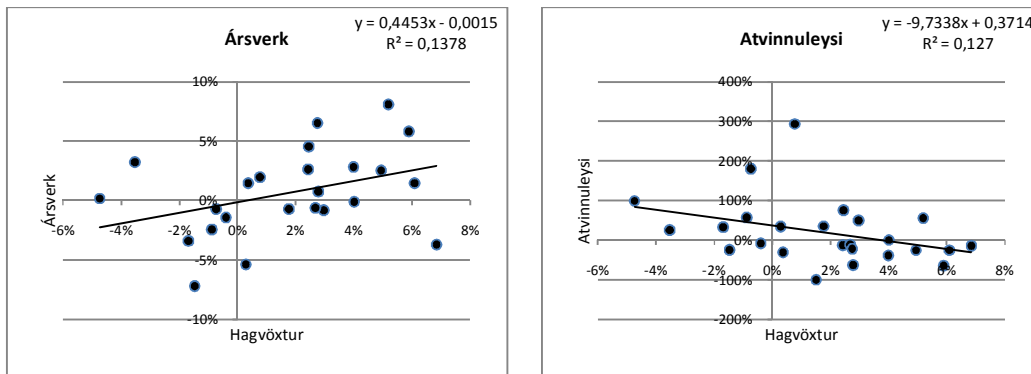 y = 0,4453x - 0,0015
R² = 0,1378
Ársverk
10%
5%
0%
-5%
-10%
-6%
-4%
-2%
0%
2%
4%
6%
8%
Ársverk
Hagvöxtur
y = -9,7338x + 0,3714
R² = 0,127
Atvinnuleysi
400%
300%
200%
100%
0%
-100%
-200%
-6%
-4%
-2%
0%
2%
4%
6%
8%
Atvinnuleysi
Hagvöxtur